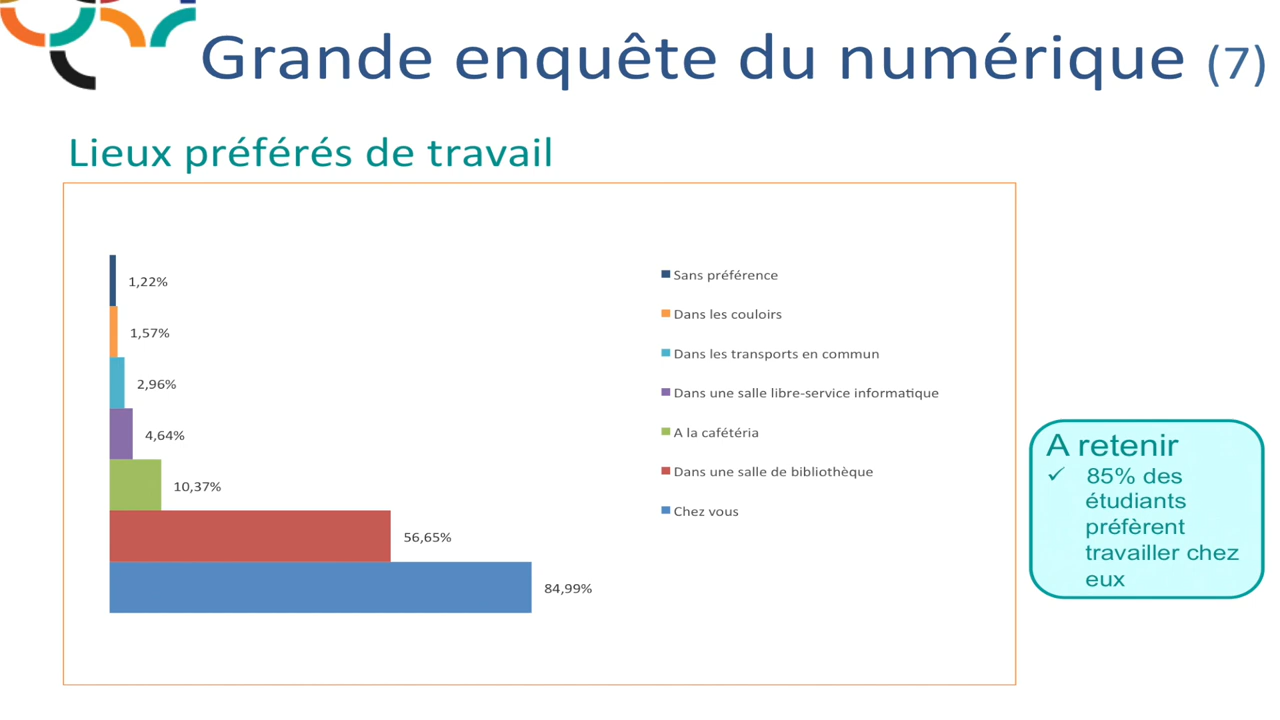 Grande enquête du numérique (7)
Lieux préférés de travail
1,22%
1,57%
2,96%
4,64%
10,37%
56,65%
84,99%
Sans préférence
Dans les couloirs
Dans les transports en commun
Dans une salle libre-service informatique
A la cafétéria
Dans une salle de bibliothèque
Chez vous
A retenir
✓ 85% des
étudiants
préfèrent
travailler chez
eux